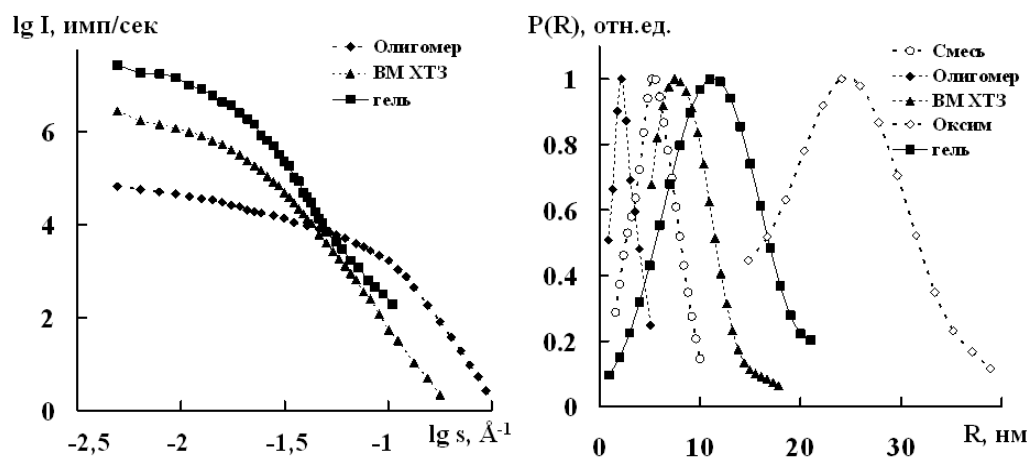 lg I, имп/сек
Олигомер
ВМ ХТЗ
гель
6
4
2
0
-2,5
-2
-1,5
-1
lg s, Å-1
P(R), отн.ед.
Смесь
Олигомер
ВМ ХТЗ
Оксим
гель
1
0.8
0.6
0.4
0.2
0
0
10
20
30
R, нм